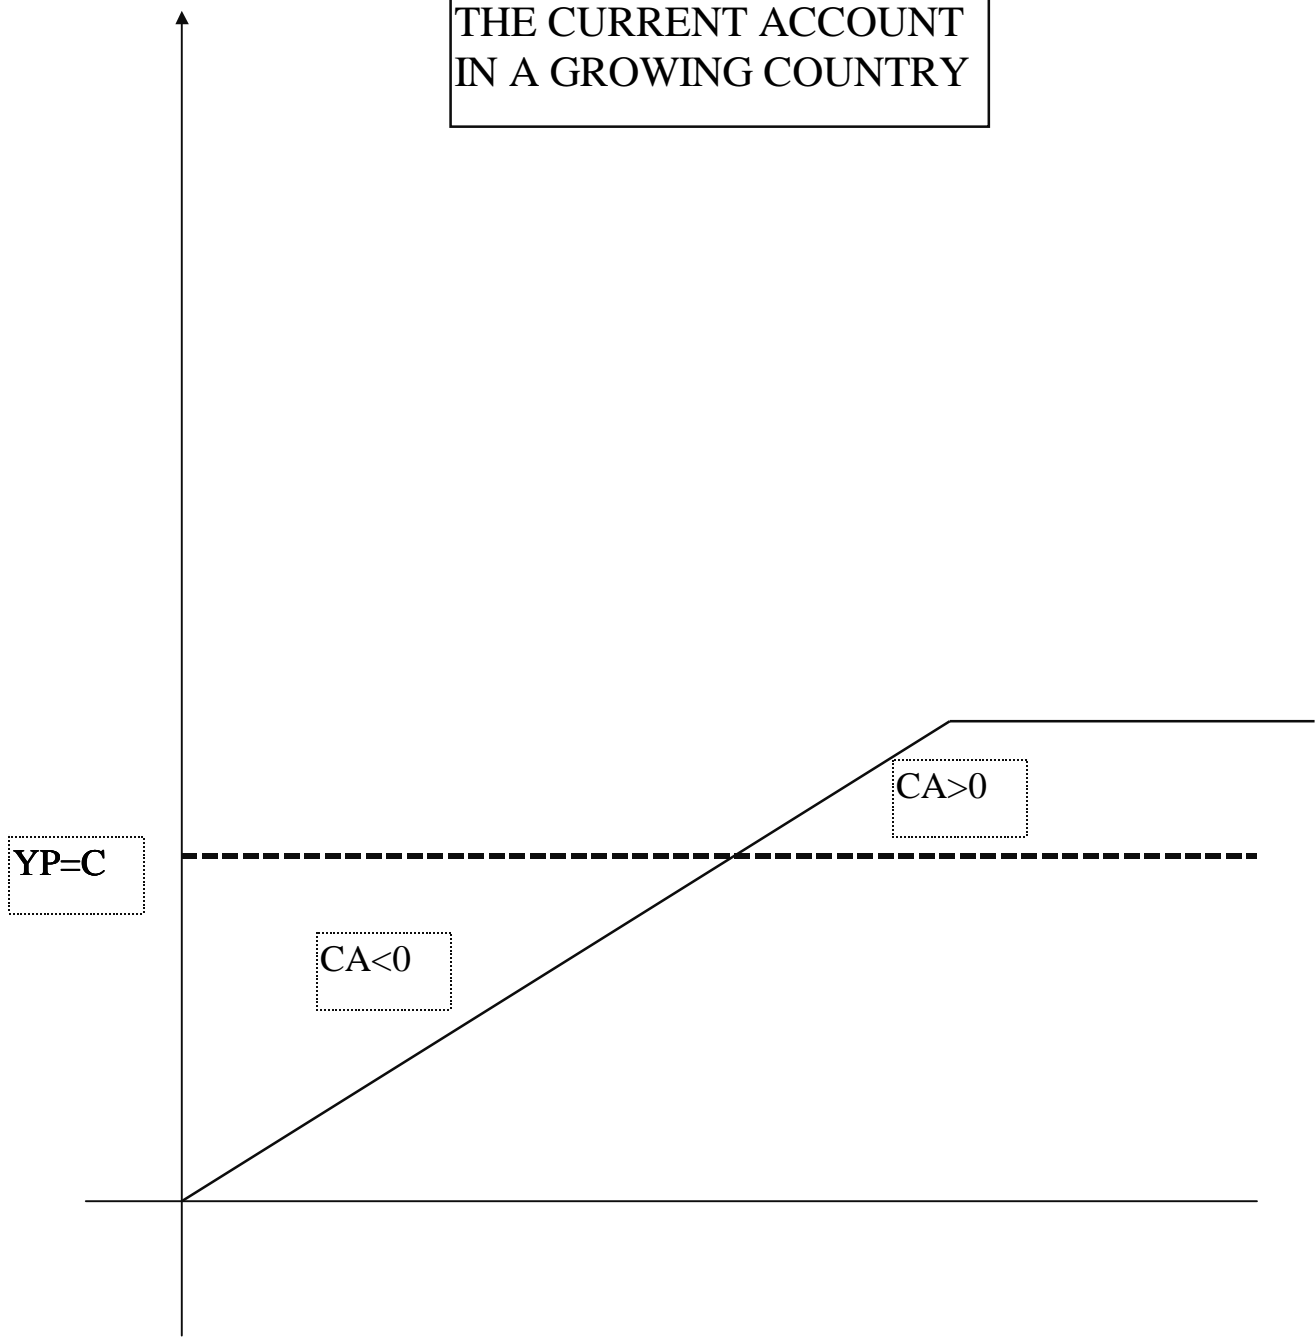 THE CURRENT ACCOUNT
IN A GROWING COUNTRY
CA>0
YP=C
CA<0